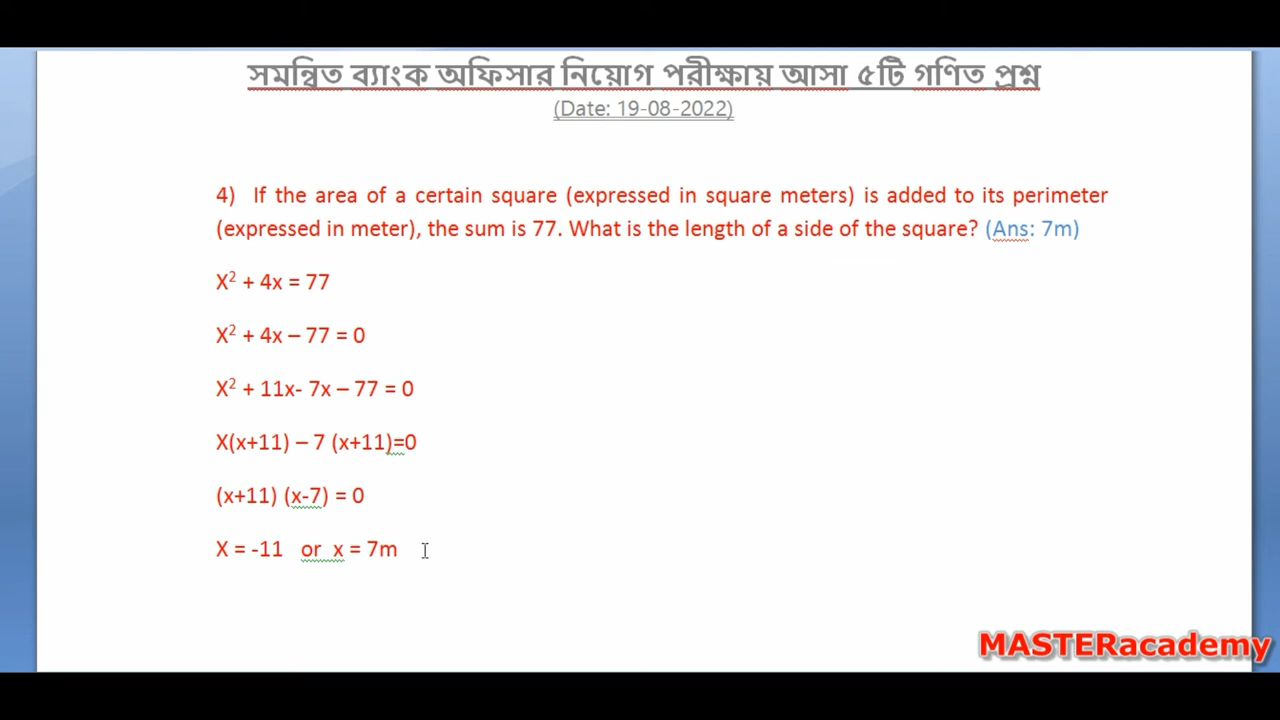 সমন্বিত ব্যাংক অফিসার নিয়োগ পরীক্ষায় আসা ৫টি গণিত প্রশ্ন
(Date: 19-08-2022)
4) If the area of a certain square (expressed in square meters) is added to its perimeter
(expressed in meter), the sum is 77. What is the length of a side of the square? (Ans: 7m)
X² + 4x = 77
X² + 4x – 77 = 0
X² + 11x- 7x – 77 = 0
X(x+11) – 7 (x+11)=0
(x+11) (x-7) = 0
X = -11 or x = 7m
MASTERacademy